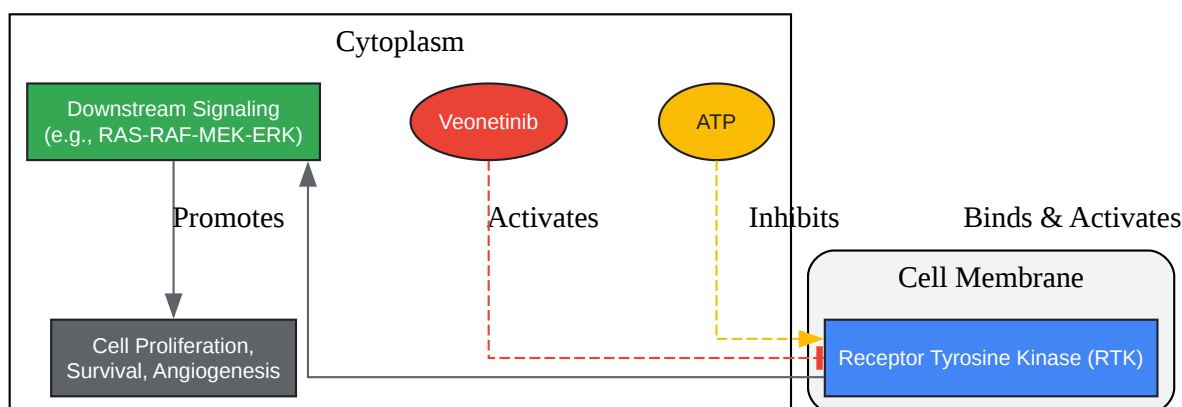 Cytoplasm
Downstream Signaling
(e.g., RAS-RAF-MEK-ERK)
Veonetinib
ATP
Promotes
Activates
Inhibits
Binds & Activates
Cell Membrane
Cell Proliferation,
Survival, Angiogenesis
Receptor Tyrosine Kinase (RTK)